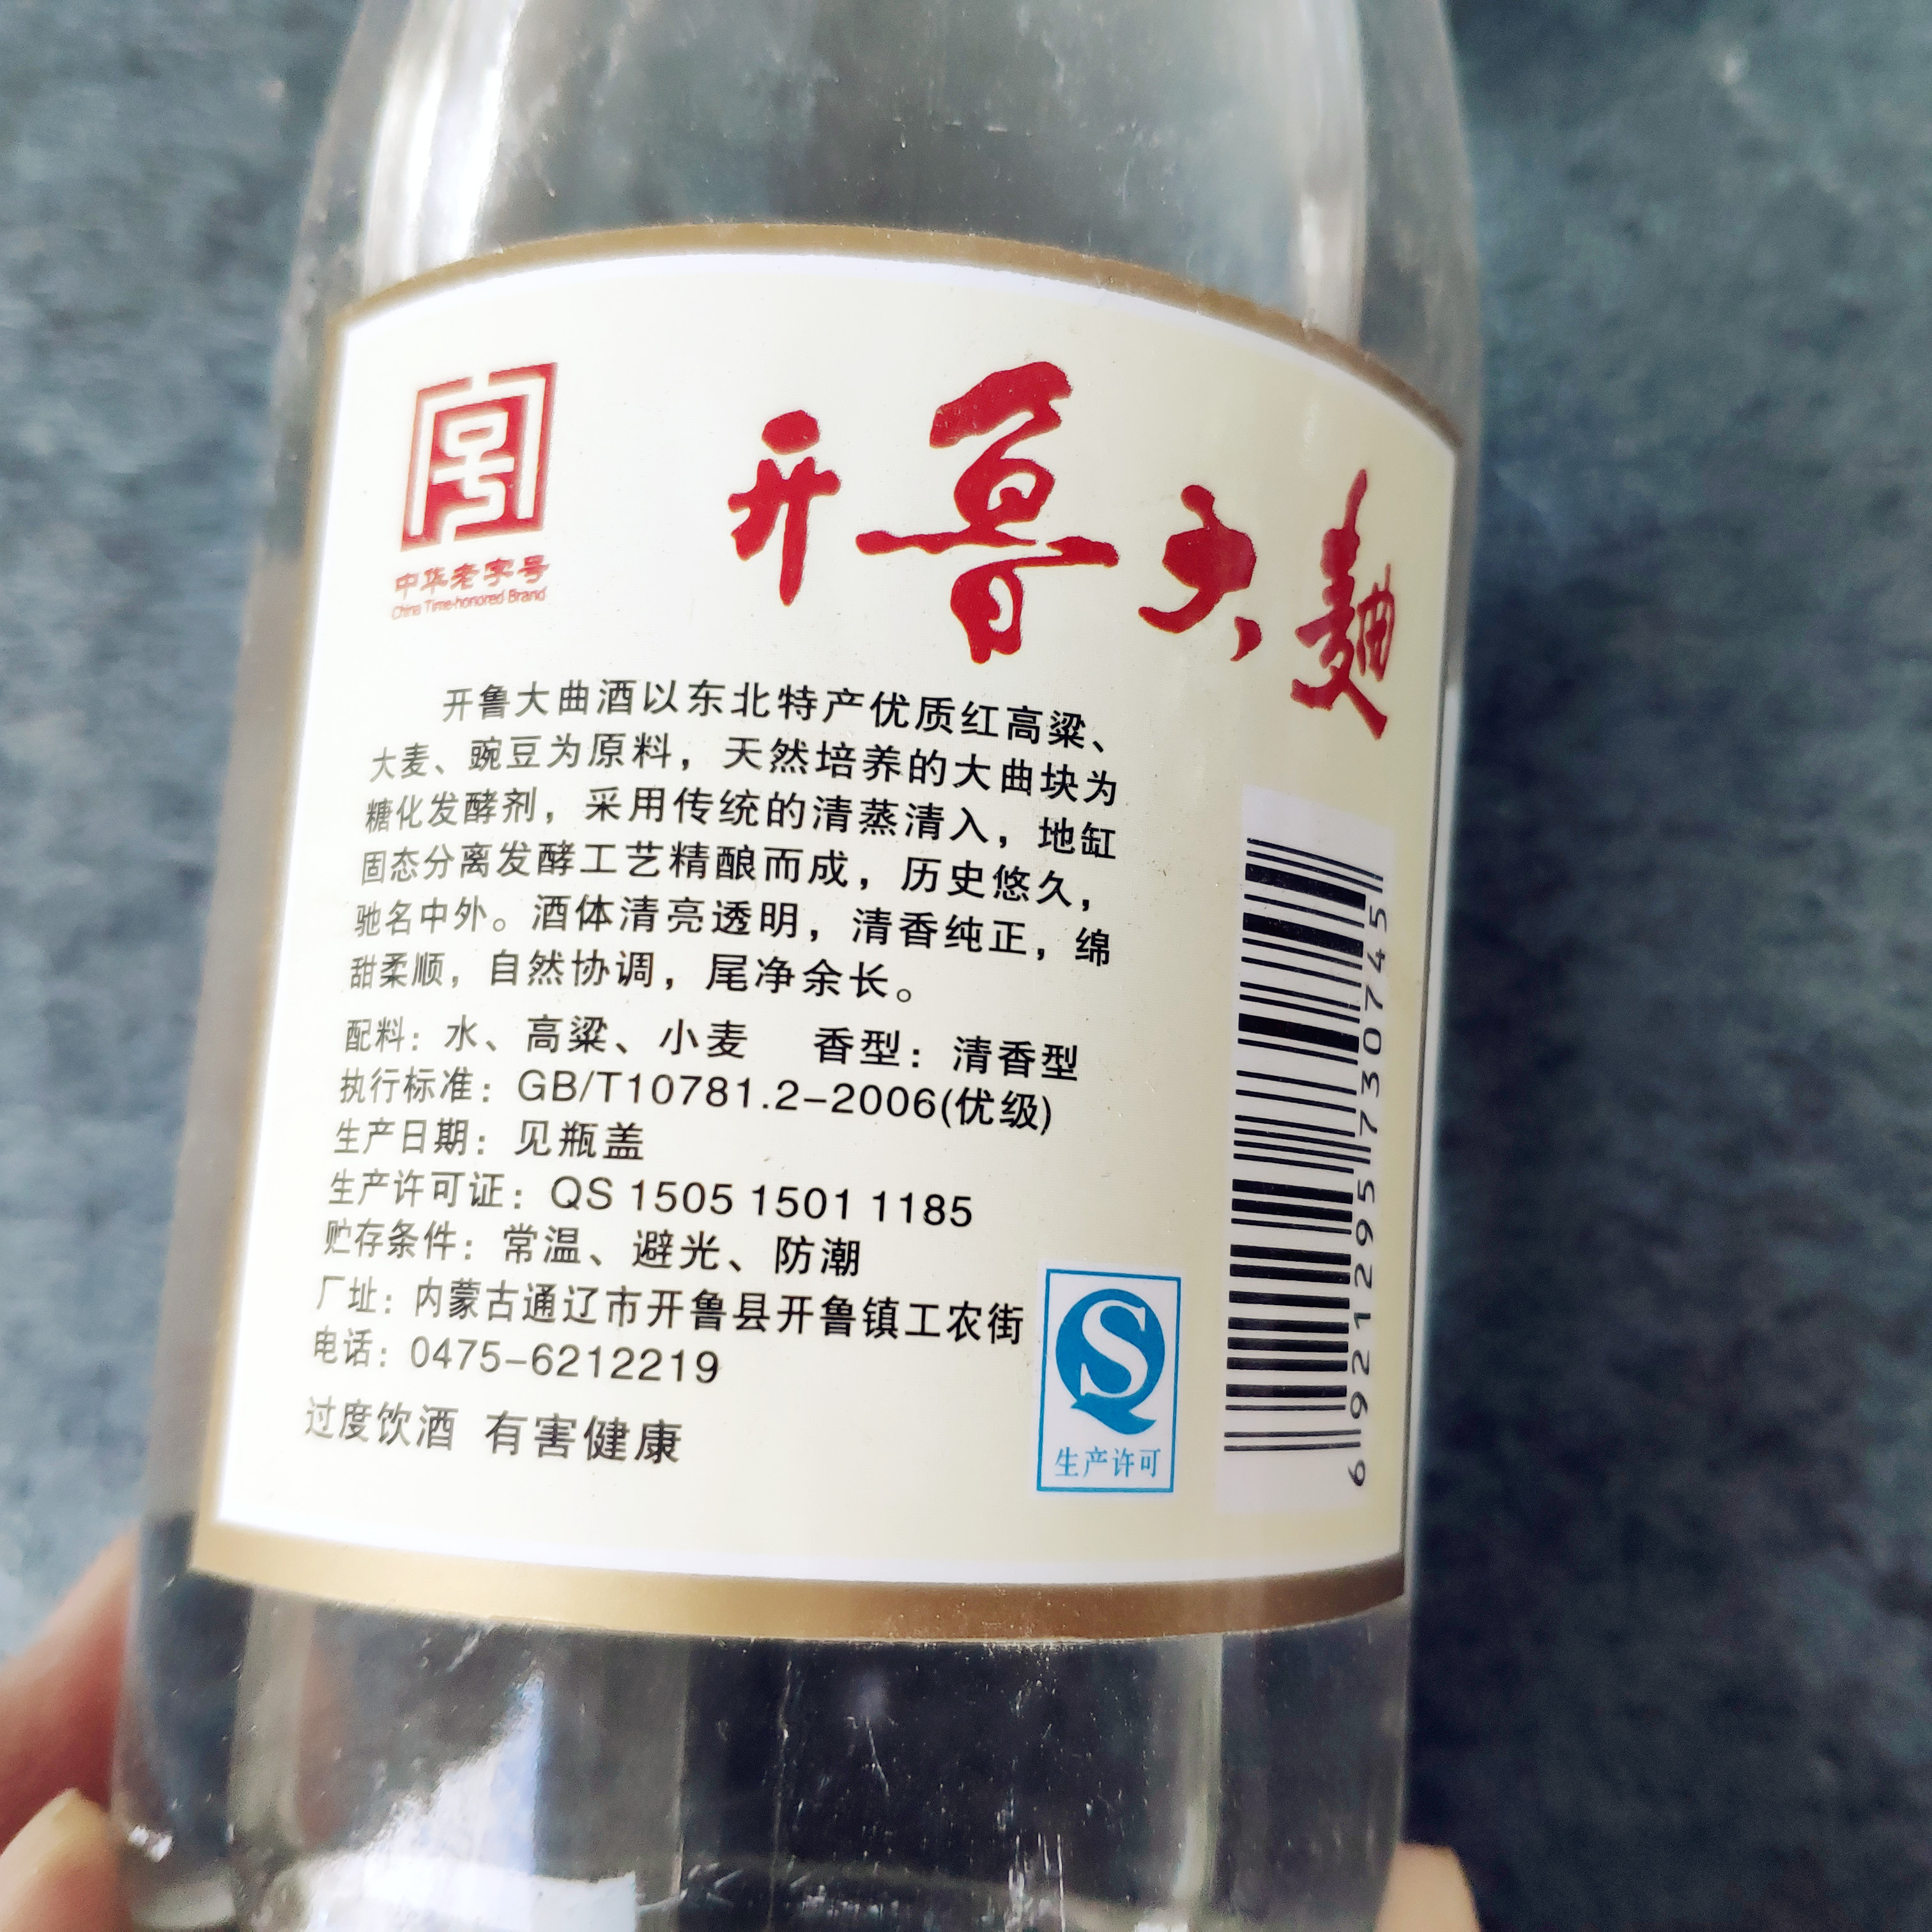 中华老字号
China Time-honored Brand
开鲁大麯
开鲁大曲酒以东北特产优质红高粱、
大麦、豌豆为原料，天然培养的大曲块为
糖化发酵剂，采用传统的清蒸清入，地缸
固态分离发酵工艺精酿而成，历史悠久，
驰名中外。酒体清亮透明，清香纯正，绵
甜柔顺，自然协调，尾净余长。
配料：水、高粱、小麦 香型：清香型
执行标准：GB/T10781.2-2006(优级)
生产日期：见瓶盖
生产许可证：QS 1505 1501 1185
贮存条件：常温、避光、防潮
厂址：内蒙古通辽市开鲁县开鲁镇工农街
电话：0475-6212219
过度饮酒 有害健康
生产许可
6921295730745